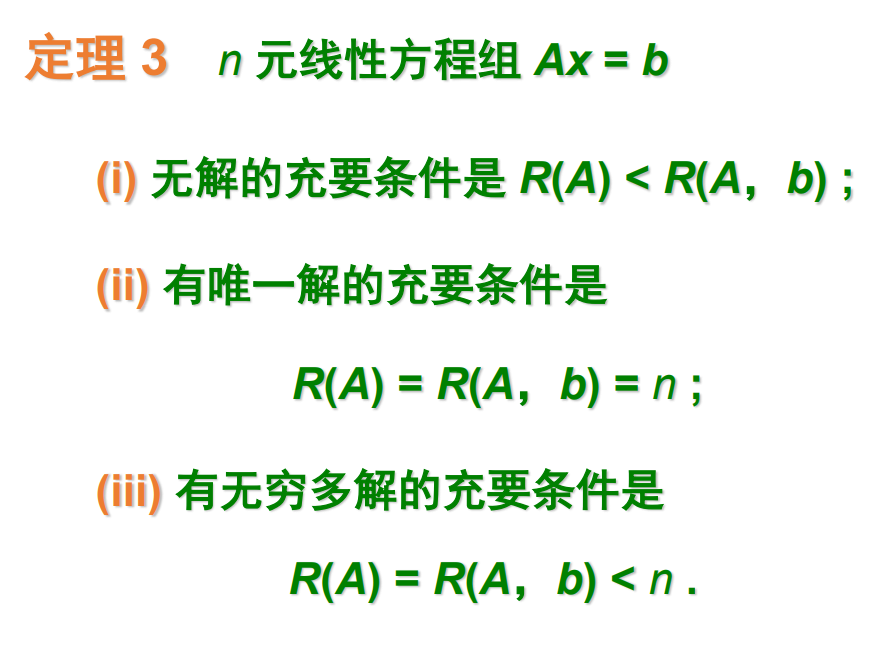 定理 3 n 元线性方程组 Ax = b
(i) 无解的充要条件是 R(A) < R(A，b) ;
(ii) 有唯一解的充要条件是
R(A) = R(A，b) = n ;
(iii) 有无穷多解的充要条件是
R(A) = R(A，b) < n .